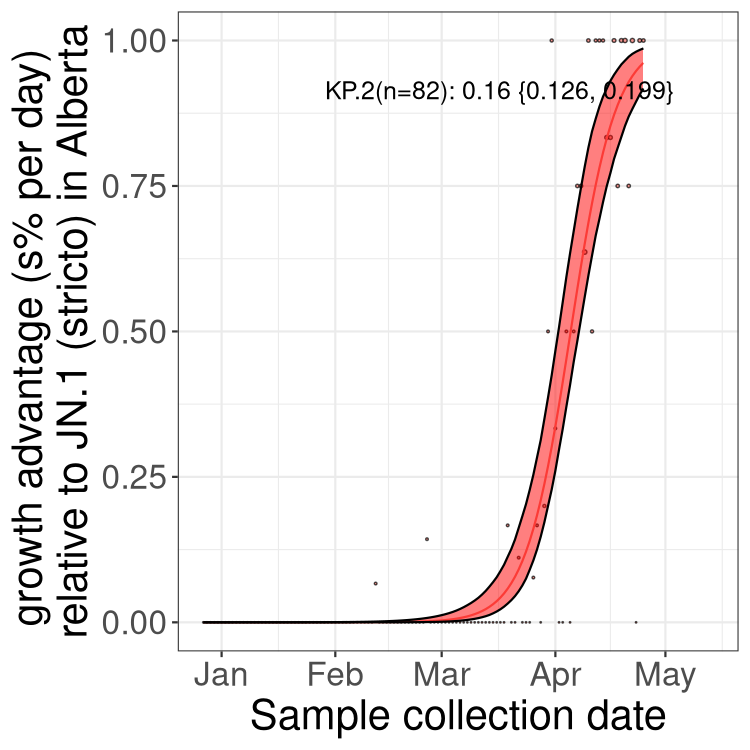 growth advantage (s% per day)
relative to JN.1 (stricto) in Alberta
1.00
0.75
0.50
0.25
0.00
KP.2(n=82): 0.16 {0.126, 0.199}
Jan Feb Mar Apr May
Sample collection date